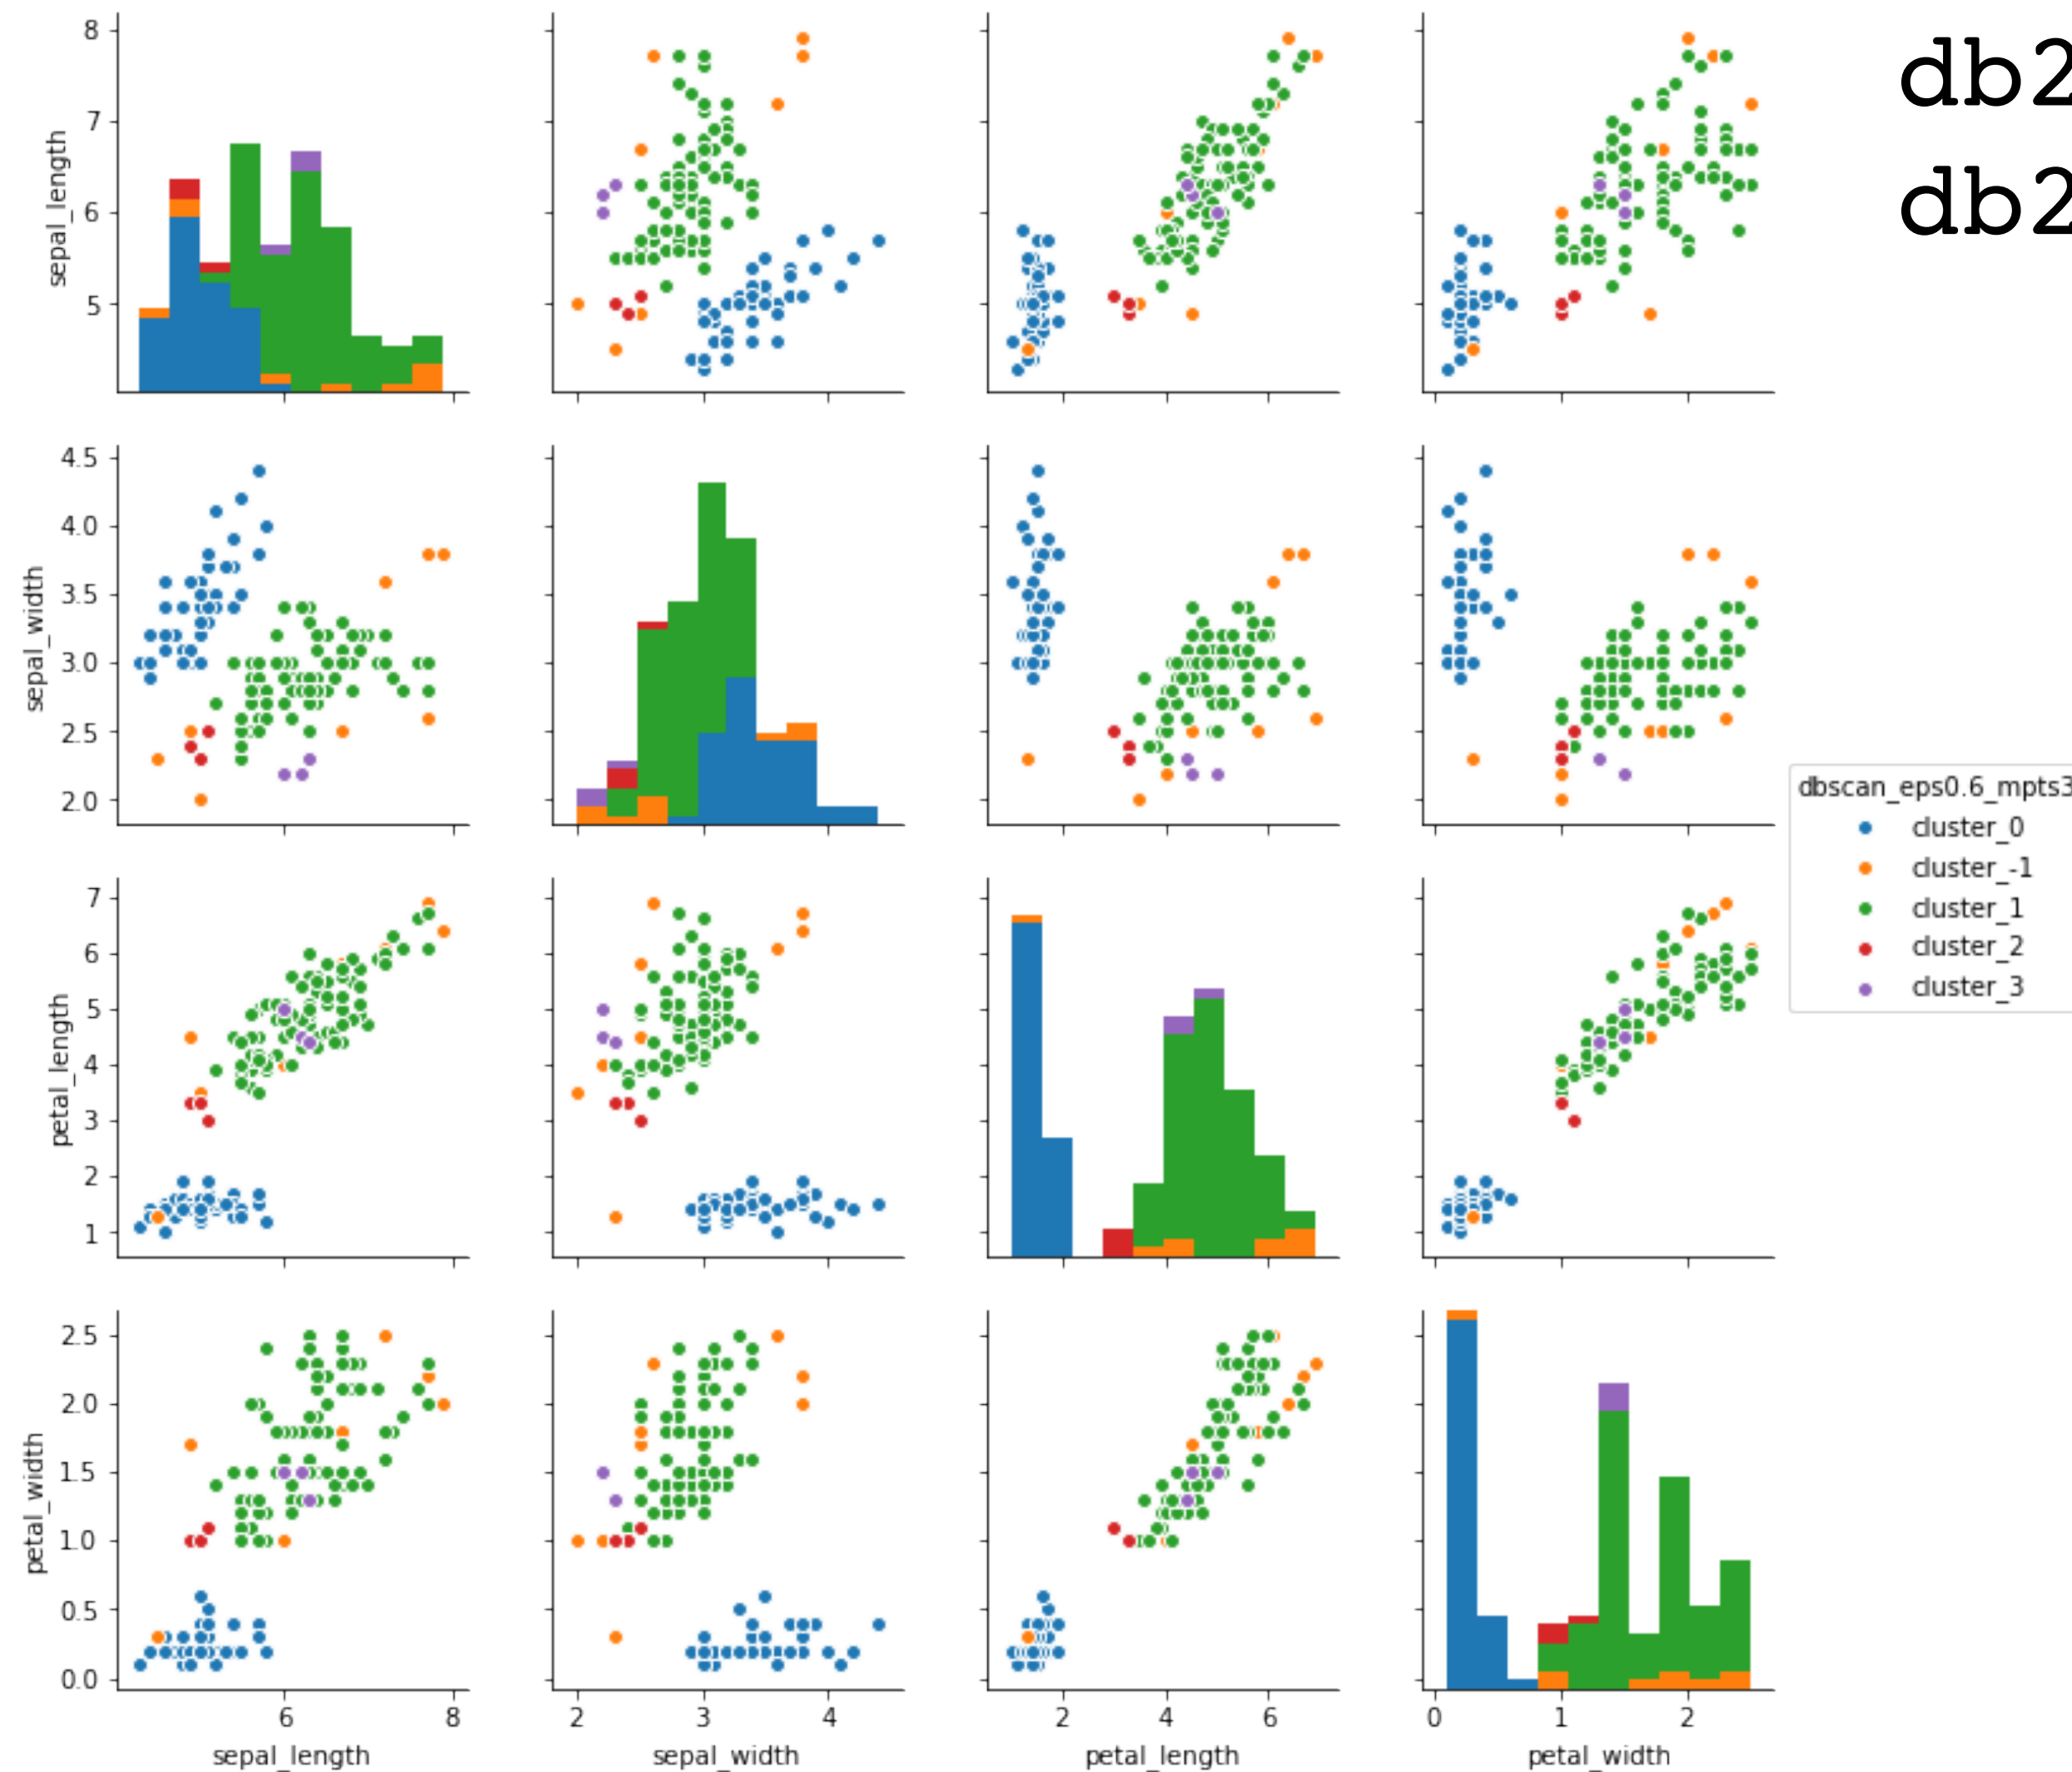 db2
db2
8
7
6
5
sepal_length
4.5
4.0
3.5
3.0
2.5
2.0
sepal_width
dbscan_eps0.6_mpts3
cluster_0
cluster_-1
cluster_1
cluster_2
cluster_3
7
6
5
4
3
2
1
petal_length
2.5
2.0
1.5
1.0
0.5
0.0
petal_width
6 8 2 3 4 2 4 6 0 1 2
sepal_length sepal_width petal_length petal_width